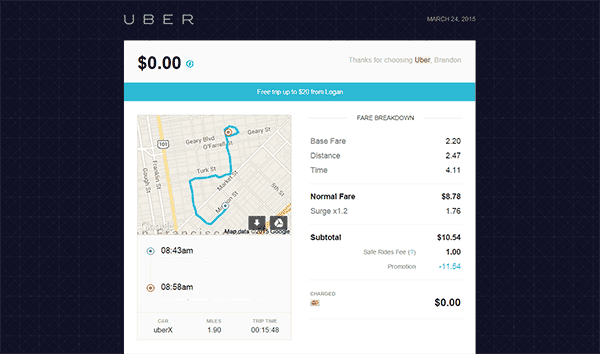 UBER
MARCH 24, 2015
$0.00
Thanks for choosing Uber, Brandon
Free trip up to $20 from Logan
Geary Blvd
Geary St
O'Farrell St
101
Turk St
Franklin St
Gough St
Market St
Mission St
5th St
San Francisco
Map data ©2015 Google
08:43am
08:58am
CAR
MILES
TRIP TIME
uberX
1.90
00:15:48
FARE BREAKDOWN
Base Fare 2.20
Distance 2.47
Time 4.11
Normal Fare $8.78
Surge x1.2 1.76
Subtotal $10.54
Safe Rides Fee (?) 1.00
Promotion -11.54
CHARGED
$0.00